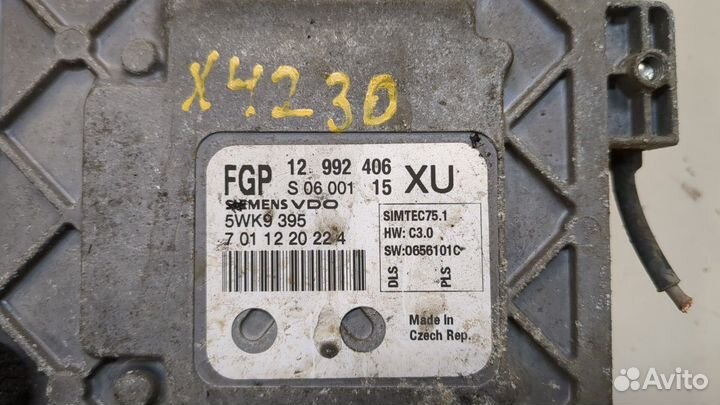 X4230
FGP 12 992 406 XU
S 06 001 15
SIEMENS VDO
5WK9 395
7 01 12 20 22 4
SIMTEC75.1
HW: C3.0
SW:0656101C
DLS
PLS
Made in
Czech Rep.
Avito